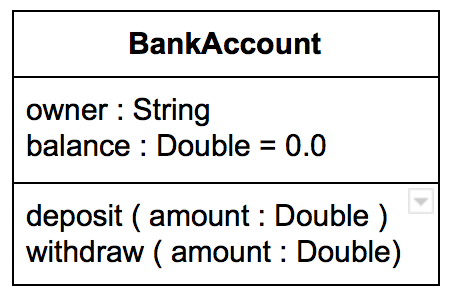 BankAccount
owner : String
balance : Double = 0.0
deposit ( amount : Double )
withdraw ( amount : Double)